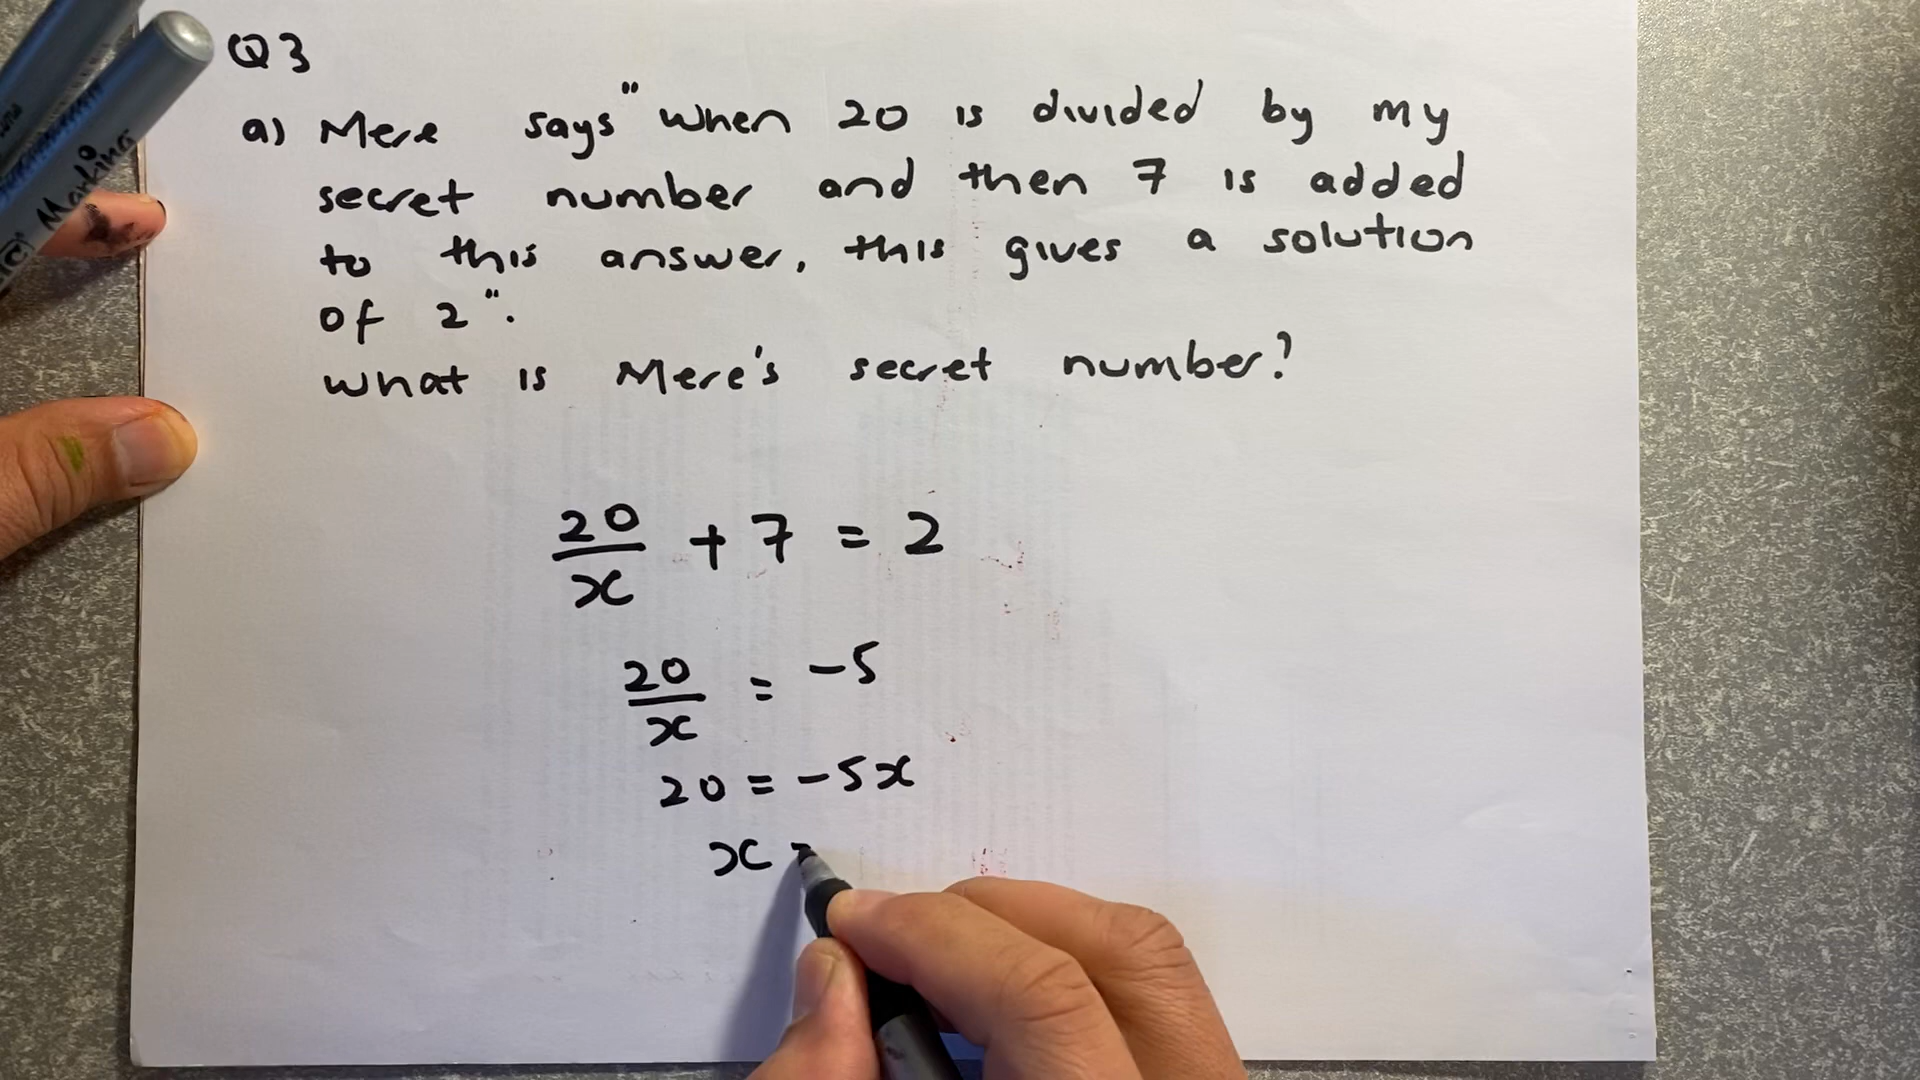 Q3
a) Mere says "when 20 is divided by my
secret number and then 7 is added
to this answer, this gives a solution
of 2".
what is Mere's secret number?
20/x + 7 = 2
20/x = -5
20 = -5x
x =
Marking